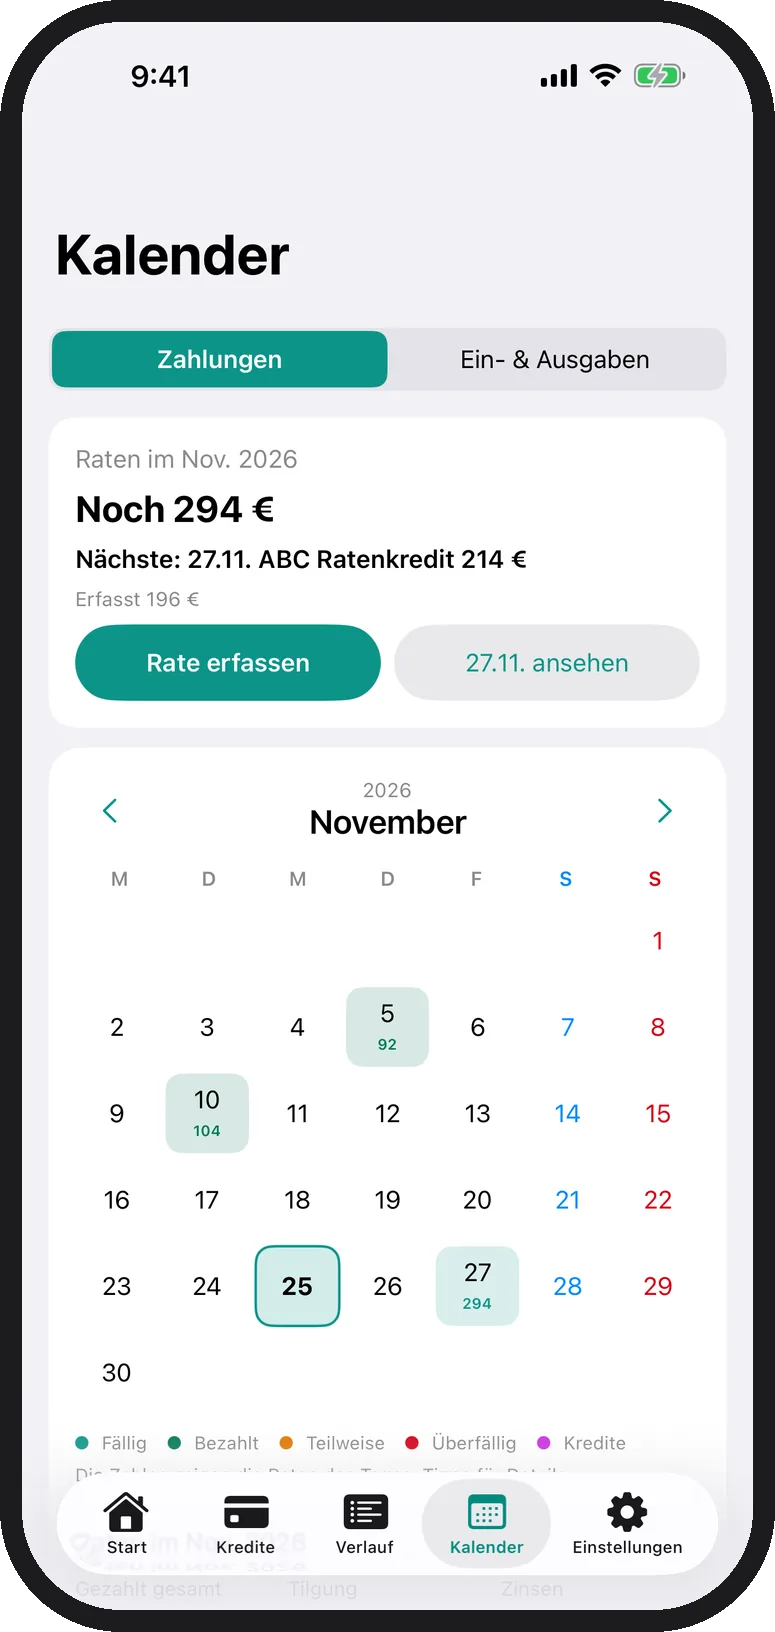 9:41
Kalender
Zahlungen Ein- & Ausgaben
Raten im Nov. 2026
Noch 294 €
Nächste: 27.11. ABC Ratenkredit 214 €
Erfasst 196 €
Rate erfassen 27.11. ansehen
2026
November
M D M D F S S
1
2 3 4 5 6 7 8
92
9 10 11 12 13 14 15
104
16 17 18 19 20 21 22
23 24 25 26 27 28 29
294
30
Fällig Bezahlt Teilweise Überfällig Kredite
im Nov. 2026
Start Kredite Verlauf Kalender Einstellungen
Gezahlt gesamt Tilgung Zinsen